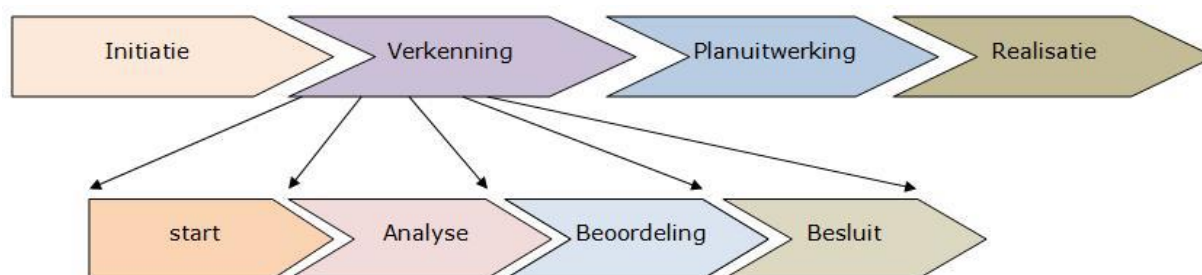 Initiatie
Verkenning
Planuitwerking
Realisatie
start
Analyse
Beoordeling
Besluit